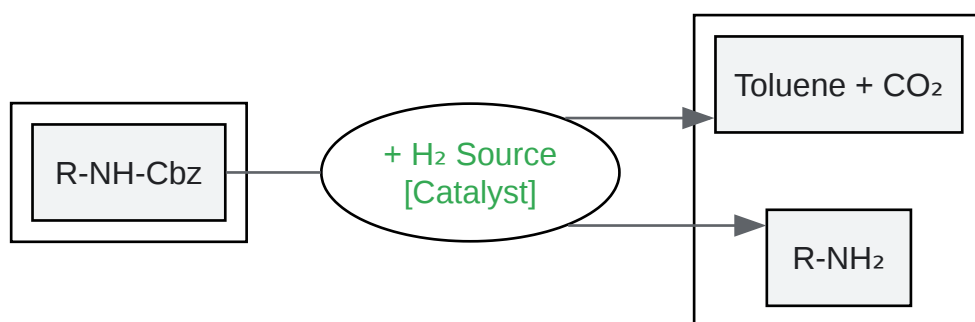 R-NH-Cbz
+ H₂ Source
[Catalyst]
Toluene + CO₂
R-NH₂